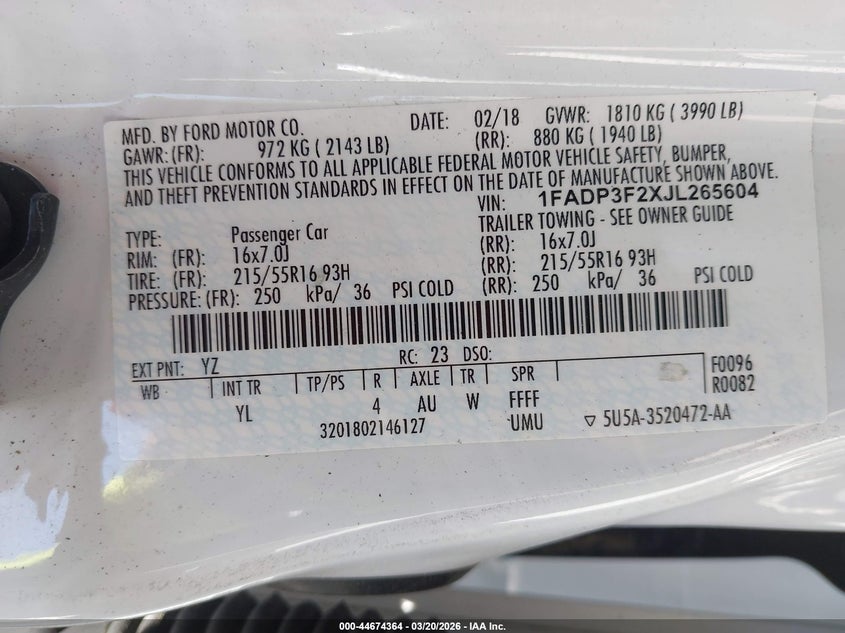 MFD. BY FORD MOTOR CO. DATE: 02/18 GVWR: 1810 KG ( 3990 LB)
GAWR: (FR): 972 KG ( 2143 LB) (RR): 880 KG ( 1940 LB)
THIS VEHICLE CONFORMS TO ALL APPLICABLE FEDERAL MOTOR VEHICLE SAFETY, BUMPER,
AND THEFT PREVENTION STANDARDS IN EFFECT ON THE DATE OF MANUFACTURE SHOWN ABOVE.
VIN: 1FADP3F2XJL265604
TRAILER TOWING - SEE OWNER GUIDE
TYPE: Passenger Car
RIM: (FR): 16x7.0J (RR): 16x7.0J
TIRE: (FR): 215/55R16 93H (RR): 215/55R16 93H
PRESSURE: (FR): 250 kPa/ 36 PSI COLD (RR): 250 kPa/ 36 PSI COLD
EXT PNT: YZ RC: 23 DSO:
WB INT TR TP/PS R AXLE TR SPR F0096
YL 4 AU W FFFF R0082
3201802146127 UMU ▽ 5U5A-3520472-AA
000-44674364 | 03/20/2026 – IAA Inc.